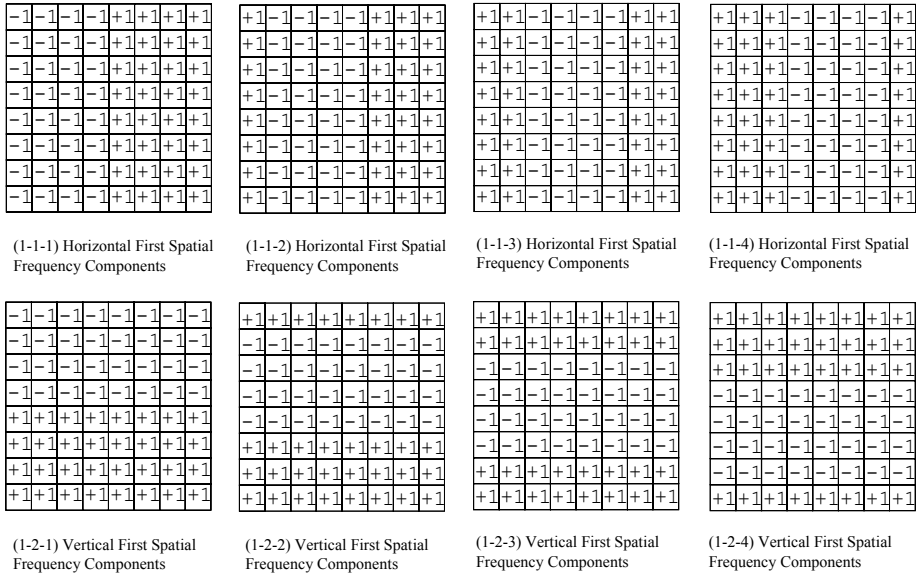 -1 -1 -1 -1 +1 +1 +1 +1
-1 -1 -1 -1 +1 +1 +1 +1
-1 -1 -1 -1 +1 +1 +1 +1
-1 -1 -1 -1 +1 +1 +1 +1
-1 -1 -1 -1 +1 +1 +1 +1
-1 -1 -1 -1 +1 +1 +1 +1
-1 -1 -1 -1 +1 +1 +1 +1
-1 -1 -1 -1 +1 +1 +1 +1
(1-1-1) Horizontal First Spatial
Frequency Components
+1 -1 -1 -1 -1 +1 +1 +1
+1 -1 -1 -1 -1 +1 +1 +1
+1 -1 -1 -1 -1 +1 +1 +1
+1 -1 -1 -1 -1 +1 +1 +1
+1 -1 -1 -1 -1 +1 +1 +1
+1 -1 -1 -1 -1 +1 +1 +1
+1 -1 -1 -1 -1 +1 +1 +1
+1 -1 -1 -1 -1 +1 +1 +1
(1-1-2) Horizontal First Spatial
Frequency Components
+1 +1 -1 -1 -1 -1 +1 +1
+1 +1 -1 -1 -1 -1 +1 +1
+1 +1 -1 -1 -1 -1 +1 +1
+1 +1 -1 -1 -1 -1 +1 +1
+1 +1 -1 -1 -1 -1 +1 +1
+1 +1 -1 -1 -1 -1 +1 +1
+1 +1 -1 -1 -1 -1 +1 +1
+1 +1 -1 -1 -1 -1 +1 +1
(1-1-3) Horizontal First Spatial
Frequency Components
+1 +1 +1 -1 -1 -1 -1 +1
+1 +1 +1 -1 -1 -1 -1 +1
+1 +1 +1 -1 -1 -1 -1 +1
+1 +1 +1 -1 -1 -1 -1 +1
+1 +1 +1 -1 -1 -1 -1 +1
+1 +1 +1 -1 -1 -1 -1 +1
+1 +1 +1 -1 -1 -1 -1 +1
+1 +1 +1 -1 -1 -1 -1 +1
(1-1-4) Horizontal First Spatial
Frequency Components
-1 -1 -1 -1 -1 -1 -1 -1
-1 -1 -1 -1 -1 -1 -1 -1
-1 -1 -1 -1 -1 -1 -1 -1
-1 -1 -1 -1 -1 -1 -1 -1
+1 +1 +1 +1 +1 +1 +1 +1
+1 +1 +1 +1 +1 +1 +1 +1
+1 +1 +1 +1 +1 +1 +1 +1
+1 +1 +1 +1 +1 +1 +1 +1
(1-2-1) Vertical First Spatial
Frequency Components
+1 +1 +1 +1 +1 +1 +1 +1
-1 -1 -1 -1 -1 -1 -1 -1
-1 -1 -1 -1 -1 -1 -1 -1
-1 -1 -1 -1 -1 -1 -1 -1
-1 -1 -1 -1 -1 -1 -1 -1
+1 +1 +1 +1 +1 +1 +1 +1
+1 +1 +1 +1 +1 +1 +1 +1
+1 +1 +1 +1 +1 +1 +1 +1
(1-2-2) Vertical First Spatial
Frequency Components
+1 +1 +1 +1 +1 +1 +1 +1
+1 +1 +1 +1 +1 +1 +1 +1
-1 -1 -1 -1 -1 -1 -1 -1
-1 -1 -1 -1 -1 -1 -1 -1
-1 -1 -1 -1 -1 -1 -1 -1
-1 -1 -1 -1 -1 -1 -1 -1
+1 +1 +1 +1 +1 +1 +1 +1
+1 +1 +1 +1 +1 +1 +1 +1
(1-2-3) Vertical First Spatial
Frequency Components
+1 +1 +1 +1 +1 +1 +1 +1
+1 +1 +1 +1 +1 +1 +1 +1
+1 +1 +1 +1 +1 +1 +1 +1
-1 -1 -1 -1 -1 -1 -1 -1
-1 -1 -1 -1 -1 -1 -1 -1
-1 -1 -1 -1 -1 -1 -1 -1
-1 -1 -1 -1 -1 -1 -1 -1
+1 +1 +1 +1 +1 +1 +1 +1
(1-2-4) Vertical First Spatial
Frequency Components